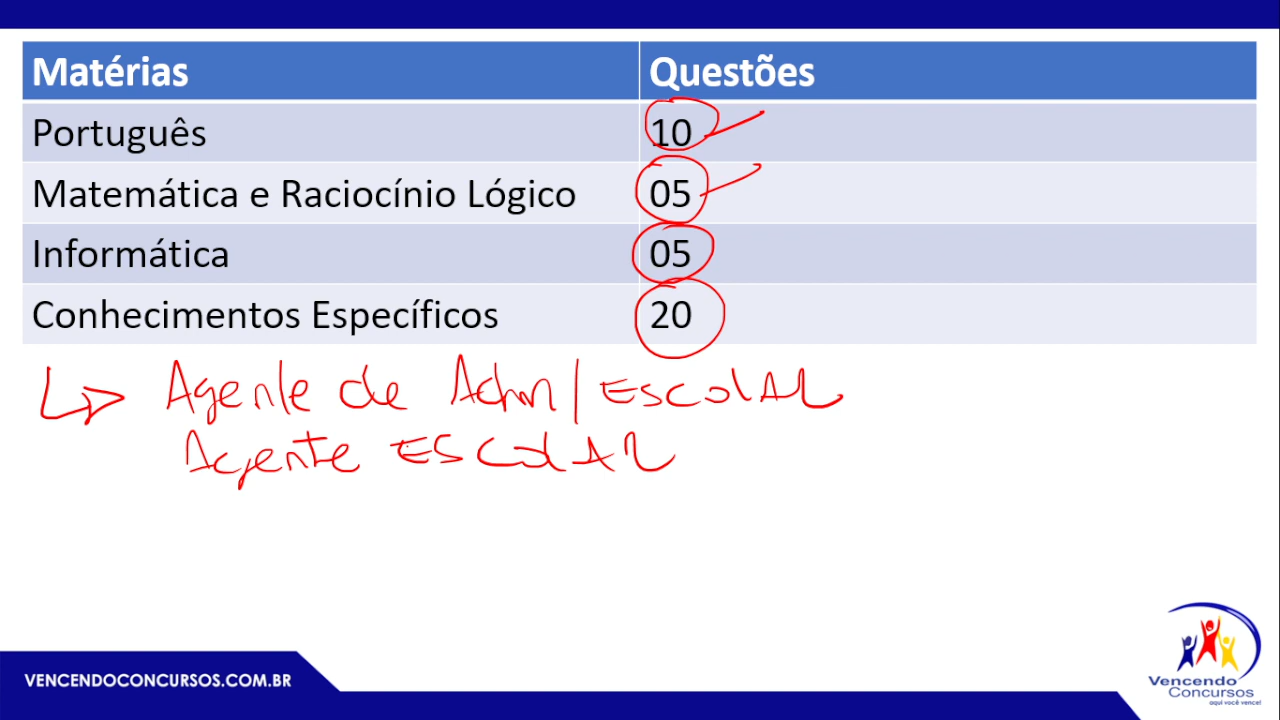 Matérias Questões
Português 10
Matemática e Raciocínio Lógico 05
Informática 05
Conhecimentos Específicos 20
Agente de Adm/ESCOLAR
Agente ESCOLAR
VENCENDOCONCURSOS.COM.BR
Vencendo
Concursos
aqui você vence!